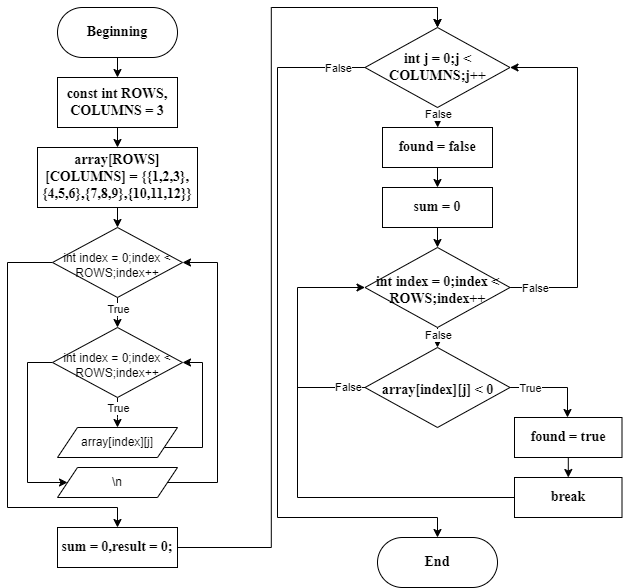 Beginning
const int ROWS,
COLUMNS = 3
array[ROWS]
[COLUMNS] = {{1,2,3},
{4,5,6},{7,8,9},{10,11,12}}
int index = 0;index <
ROWS;index++
True
int index = 0;index <
ROWS;index++
True
array[index][j]
\n
sum = 0,result = 0;
int j = 0;j <
COLUMNS;j++
False
False
found = false
sum = 0
int index = 0;index <
ROWS;index++
False
False
array[index][j] < 0
False
True
found = true
break
End